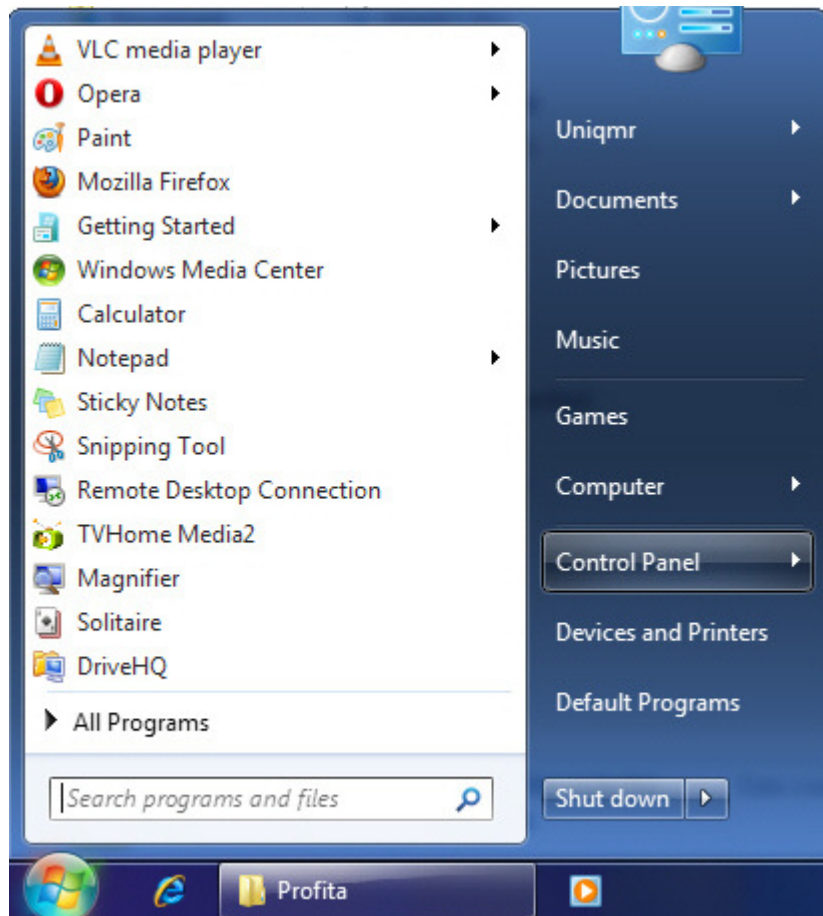 VLC media player
Opera
Paint
Mozilla Firefox
Getting Started
Windows Media Center
Calculator
Notepad
Sticky Notes
Snipping Tool
Remote Desktop Connection
TVHome Media2
Magnifier
Solitaire
DriveHQ
All Programs
Search programs and files
Uniqmr
Documents
Pictures
Music
Games
Computer
Control Panel
Devices and Printers
Default Programs
Shut down
Profita